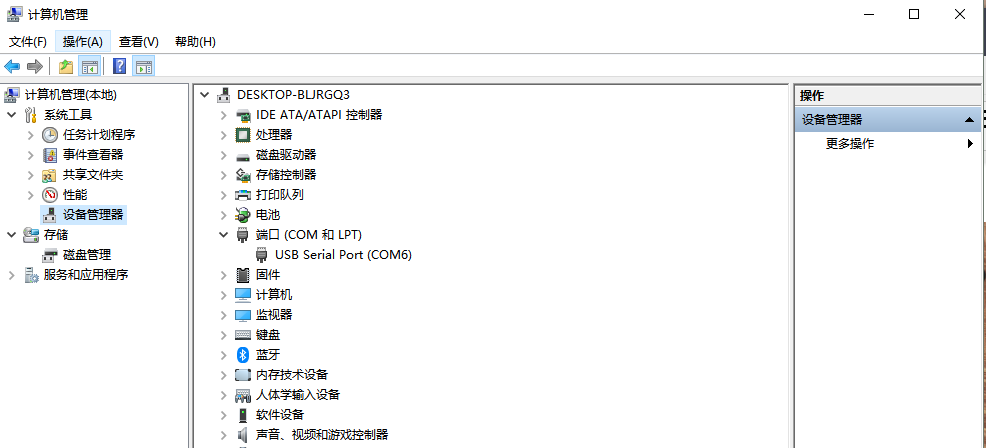 计算机管理
文件(F) 操作(A) 查看(V) 帮助(H)
计算机管理(本地)
系统工具
任务计划程序
事件查看器
共享文件夹
性能
设备管理器
存储
磁盘管理
服务和应用程序
DESKTOP-BLJRGQ3
IDE ATA/ATAPI 控制器
处理器
磁盘驱动器
存储控制器
打印队列
电池
端口 (COM 和 LPT)
USB Serial Port (COM6)
固件
计算机
监视器
键盘
蓝牙
内存技术设备
人体学输入设备
软件设备
声音、视频和游戏控制器
操作
设备管理器
更多操作